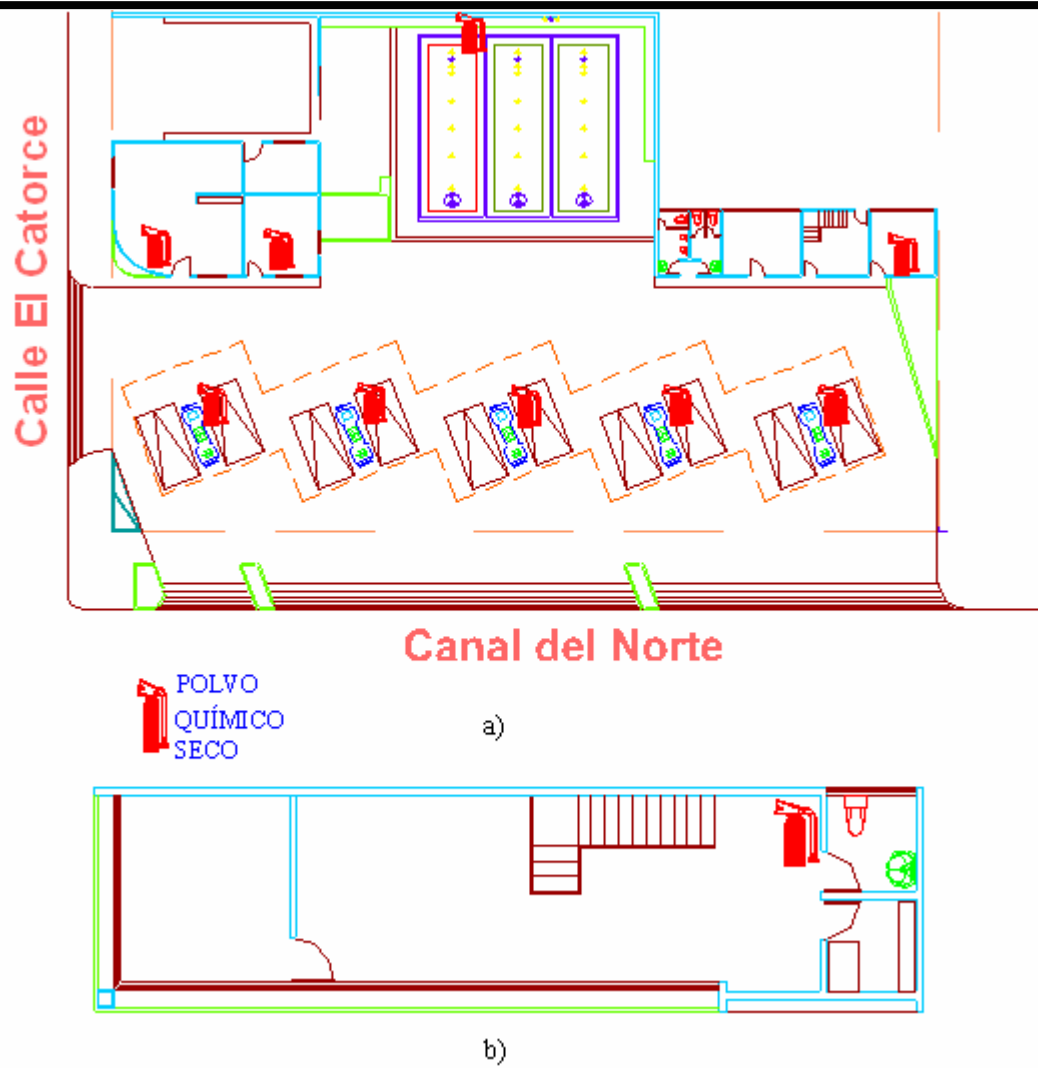 Calle El Catorce
Canal del Norte
POLVO
QUÍMICO
SECO
a)
b)